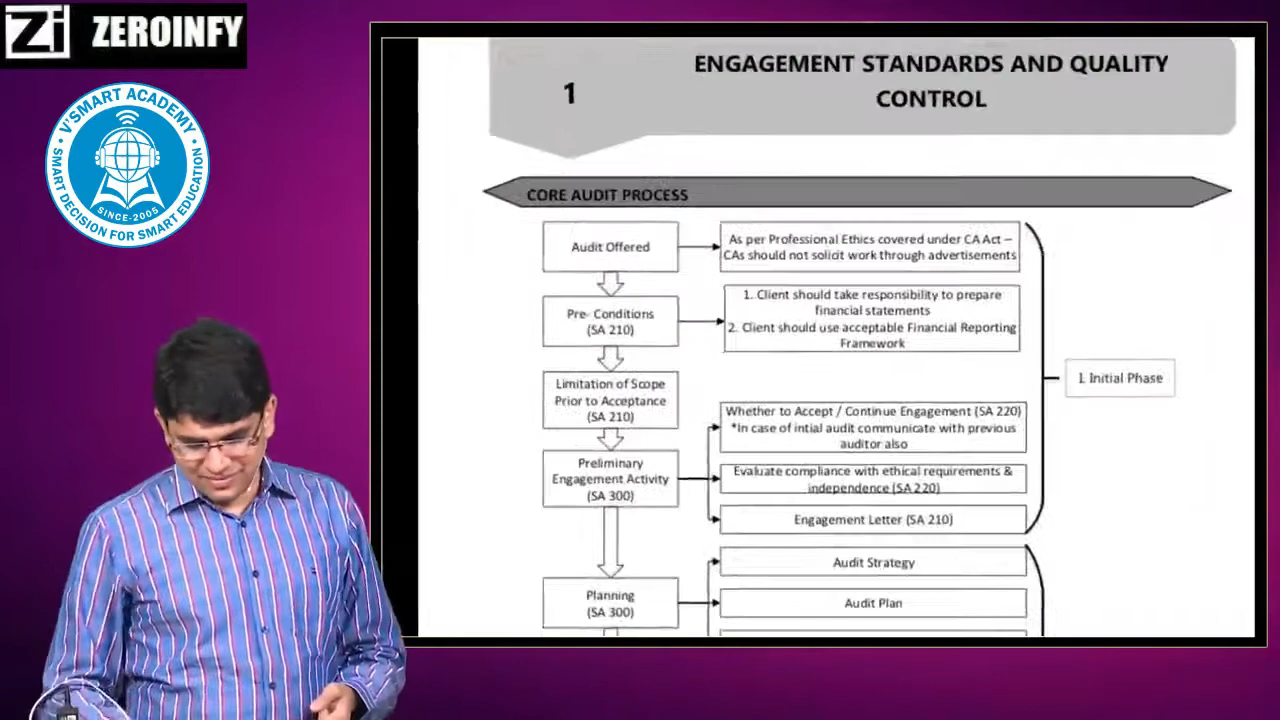 Zi ZEROINFY
V'SMART ACADEMY
SMART DECISION FOR SMART EDUCATION
SINCE-2005
1
ENGAGEMENT STANDARDS AND QUALITY
CONTROL
CORE AUDIT PROCESS
Audit Offered
As per Professional Ethics covered under CA Act –
CAs should not solicit work through advertisements
Pre- Conditions
(SA 210)
1. Client should take responsibility to prepare
financial statements
2. Client should use acceptable Financial Reporting
Framework
1. Initial Phase
Limitation of Scope
Prior to Acceptance
(SA 210)
Preliminary
Engagement Activity
(SA 300)
Whether to Accept / Continue Engagement (SA 220)
*In case of intial audit communicate with previous
auditor also
Evaluate compliance with ethical requirements &
independence (SA 220)
Engagement Letter (SA 210)
Planning
(SA 300)
Audit Strategy
Audit Plan